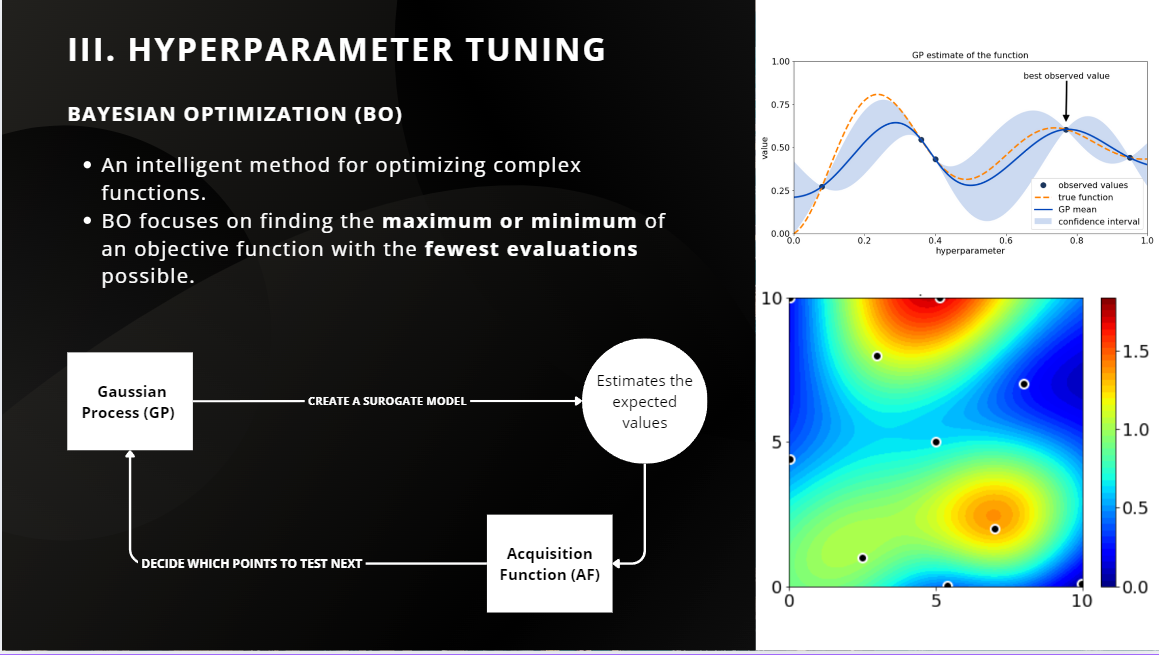 III. HYPERPARAMETER TUNING
BAYESIAN OPTIMIZATION (BO)
• An intelligent method for optimizing complex
functions.
• BO focuses on finding the maximum or minimum of
an objective function with the fewest evaluations
possible.
Gaussian
Process (GP)
CREATE A SUROGATE MODEL
Estimates the
expected
values
Acquisition
Function (AF)
DECIDE WHICH POINTS TO TEST NEXT
GP estimate of the function
best observed value
1.00
0.75
0.50
0.25
0.00
value
0.0 0.2 0.4 0.6 0.8 1.0
hyperparameter
observed values
true function
GP mean
confidence interval
10
5
0
0 5 10
1.5
1.0
0.5
0.0